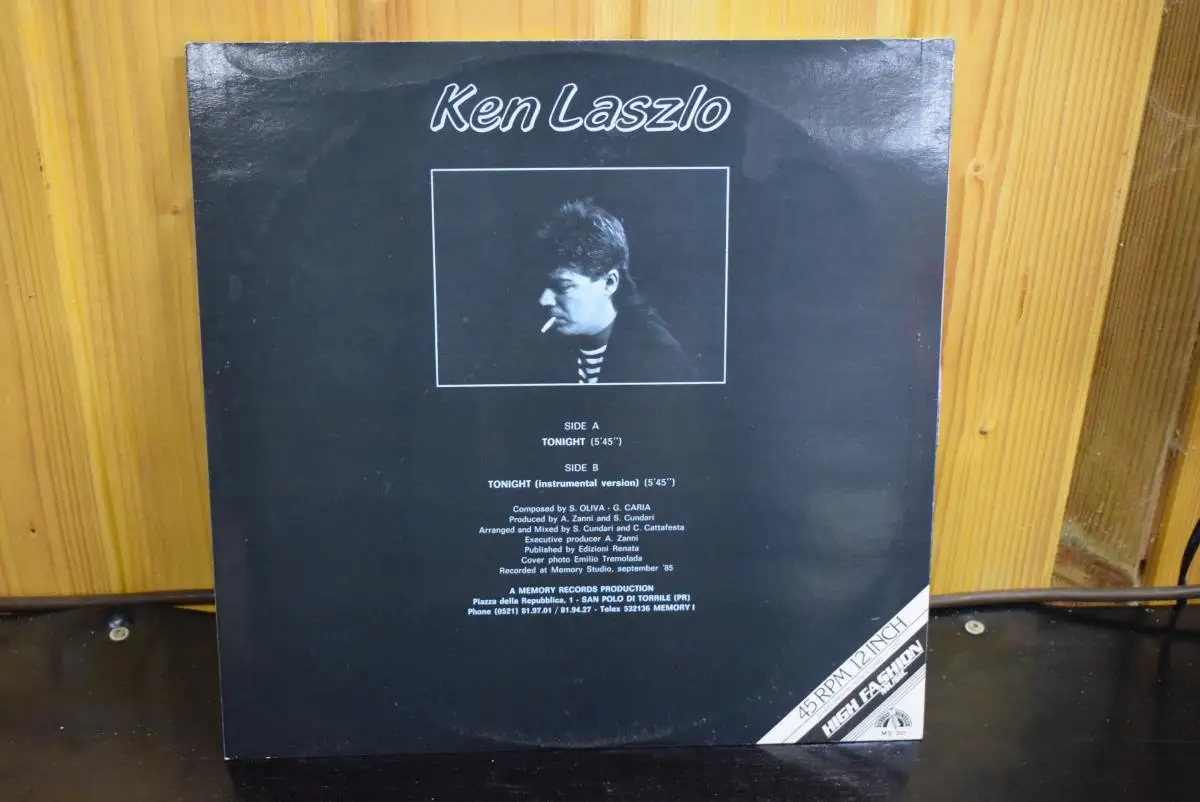 Ken Laszlo
SIDE A
TONIGHT (5'45")
SIDE B
TONIGHT (instrumental version) (5'45")
Composed by S. OLIVA - G. CARIA
Produced by A. Zanni and S. Cundari
Arranged and Mixed by S. Cundari and C. Cattafesta
Executive producer A. Zanni
Published by Edizioni Renata
Cover photo Emilio Tremolada
Recorded at Memory Studio, september '85
A MEMORY RECORDS PRODUCTION
Piazza della Repubblica, 1 - SAN POLO DI TORRILE (PR)
Phone (0521) 81.97.01 / 81.94.27 - Telex 532136 MEMORY I
45 RPM 12 INCH
HIGH FASHION
MUSIC